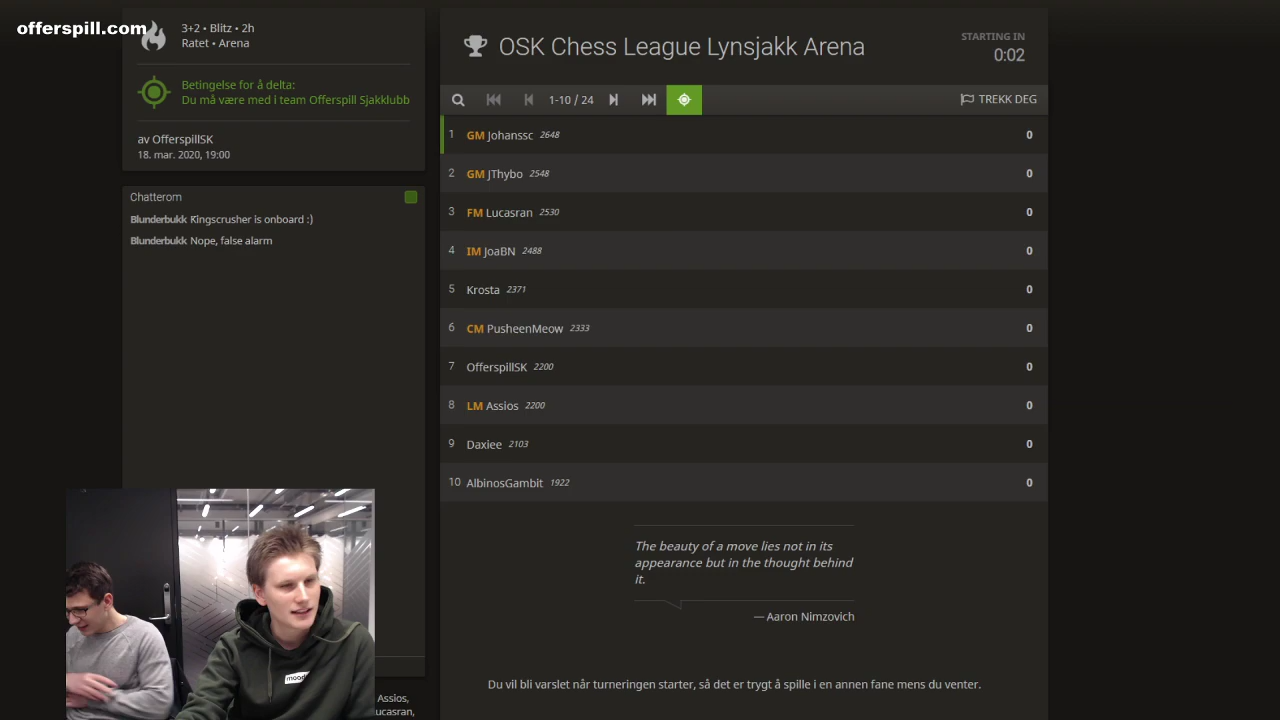 offerspill.com
3+2 • Blitz • 2h
Ratet • Arena
Betingelse for å delta:
Du må være med i team Offerspill Sjakklubb
av OfferspillSK
18. mar. 2020, 19:00
Chatterom
Blunderbukk Kingscrusher is onboard :)
Blunderbukk Nope, false alarm
OSK Chess League Lynsjakk Arena
STARTING IN
0:02
1-10 / 24
TREKK DEG
1 GM Johanssc 2648 0
2 GM JThybo 2548 0
3 FM Lucasran 2530 0
4 IM JoaBN 2488 0
5 Krosta 2371 0
6 CM PusheenMeow 2333 0
7 OfferspillSK 2200 0
8 LM Assios 2200 0
9 Daxiee 2103 0
10 AlbinosGambit 1922 0
The beauty of a move lies not in its
appearance but in the thought behind
it.
— Aaron Nimzovich
Du vil bli varslet når turneringen starter, så det er trygt å spille i en annen fane mens du venter.
Assios,